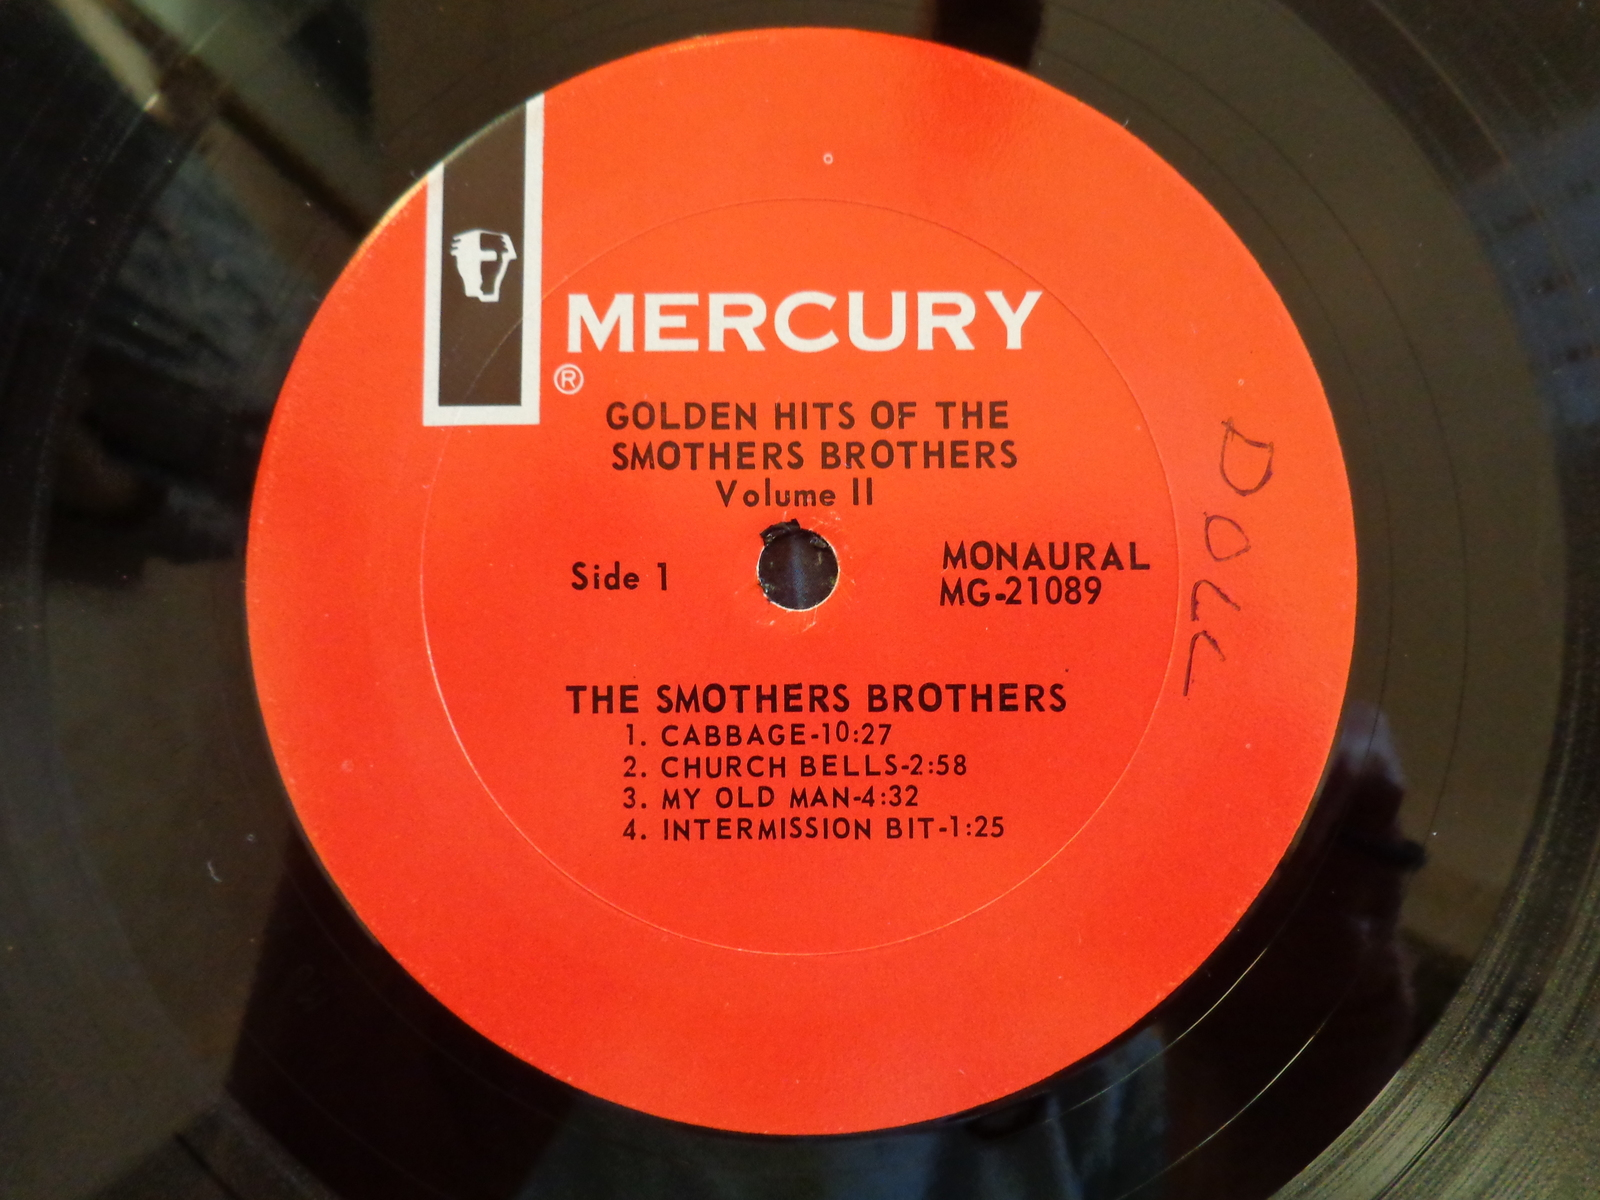 MERCURY
®
GOLDEN HITS OF THE
SMOTHERS BROTHERS
Volume II
Side 1
MONAURAL
MG-21089
THE SMOTHERS BROTHERS
1. CABBAGE-10:27
2. CHURCH BELLS-2:58
3. MY OLD MAN-4:32
4. INTERMISSION BIT-1:25
DOLL